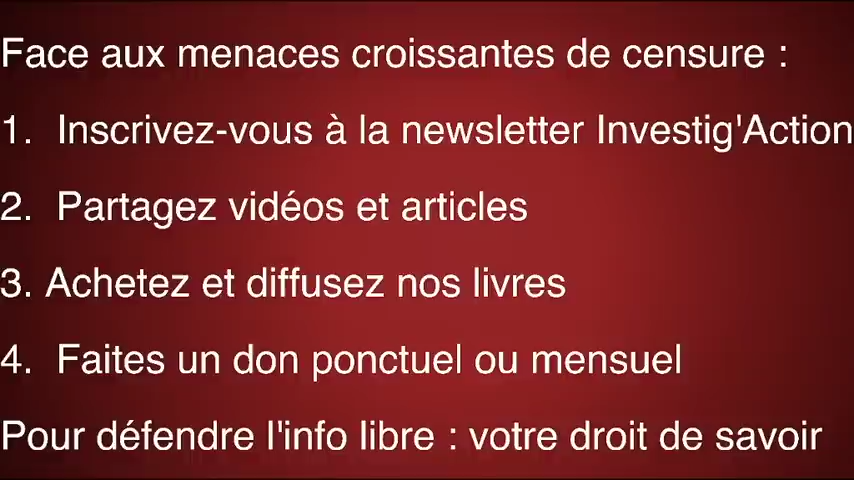 Face aux menaces croissantes de censure :
1. Inscrivez-vous à la newsletter Investig'Action
2. Partagez vidéos et articles
3. Achetez et diffusez nos livres
4. Faites un don ponctuel ou mensuel
Pour défendre l'info libre : votre droit de savoir